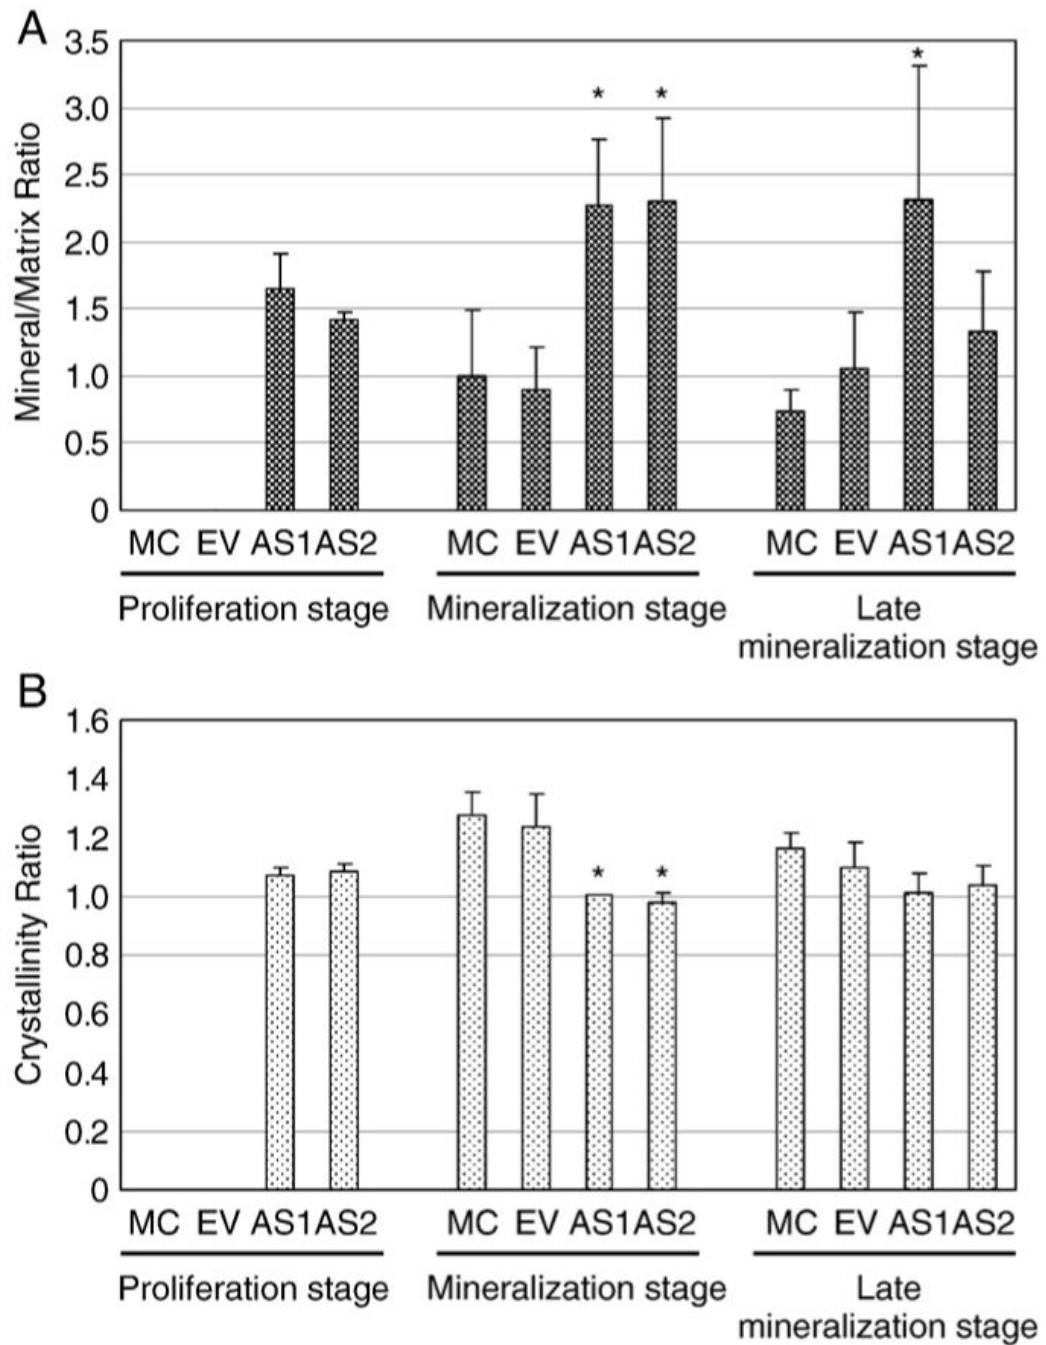 A
Mineral/Matrix Ratio
3.5
3.0
2.5
2.0
1.5
1.0
0.5
0
* * *
MC EV AS1AS2 MC EV AS1AS2 MC EV AS1AS2
Proliferation stage Mineralization stage Late
mineralization stage
B
Crystallinity Ratio
1.6
1.4
1.2
1.0
0.8
0.6
0.4
0.2
0
* *
MC EV AS1AS2 MC EV AS1AS2 MC EV AS1AS2
Proliferation stage Mineralization stage Late
mineralization stage